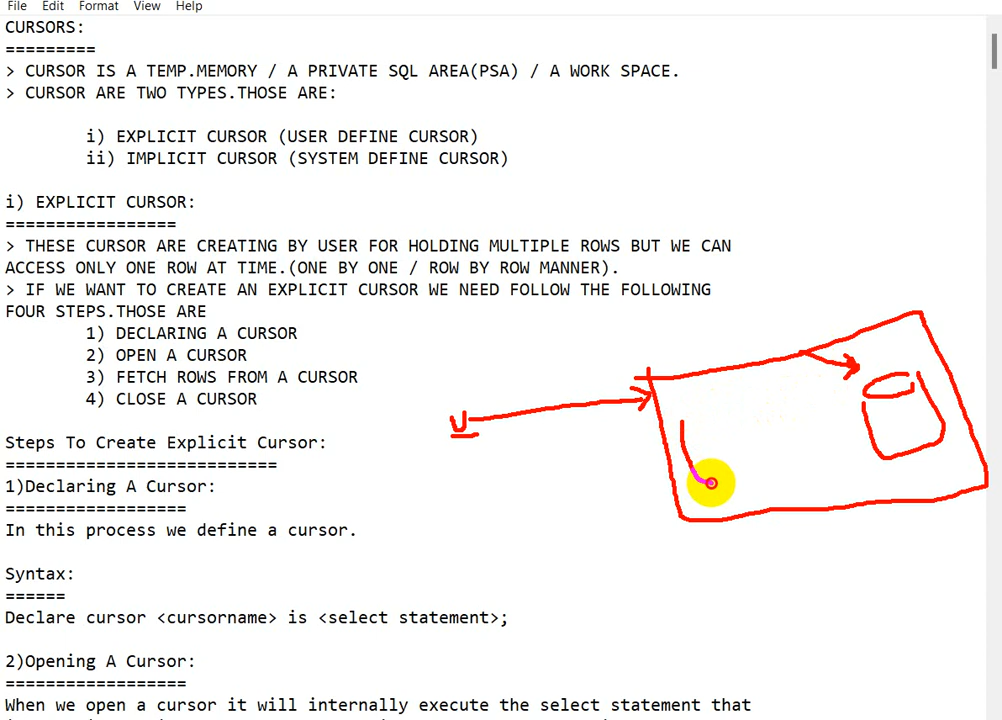 File Edit Format View Help
CURSORS:
=========
> CURSOR IS A TEMP.MEMORY / A PRIVATE SQL AREA(PSA) / A WORK SPACE.
> CURSOR ARE TWO TYPES.THOSE ARE:
i) EXPLICIT CURSOR (USER DEFINE CURSOR)
ii) IMPLICIT CURSOR (SYSTEM DEFINE CURSOR)
i) EXPLICIT CURSOR:
=================
> THESE CURSOR ARE CREATING BY USER FOR HOLDING MULTIPLE ROWS BUT WE CAN
ACCESS ONLY ONE ROW AT TIME.(ONE BY ONE / ROW BY ROW MANNER).
> IF WE WANT TO CREATE AN EXPLICIT CURSOR WE NEED FOLLOW THE FOLLOWING
FOUR STEPS.THOSE ARE
1) DECLARING A CURSOR
2) OPEN A CURSOR
3) FETCH ROWS FROM A CURSOR
4) CLOSE A CURSOR
U
Steps To Create Explicit Cursor:
===========================
1)Declaring A Cursor:
==================
In this process we define a cursor.
Syntax:
======
Declare cursor <cursorname> is <select statement>;
2)Opening A Cursor:
==================
When we open a cursor it will internally execute the select statement that